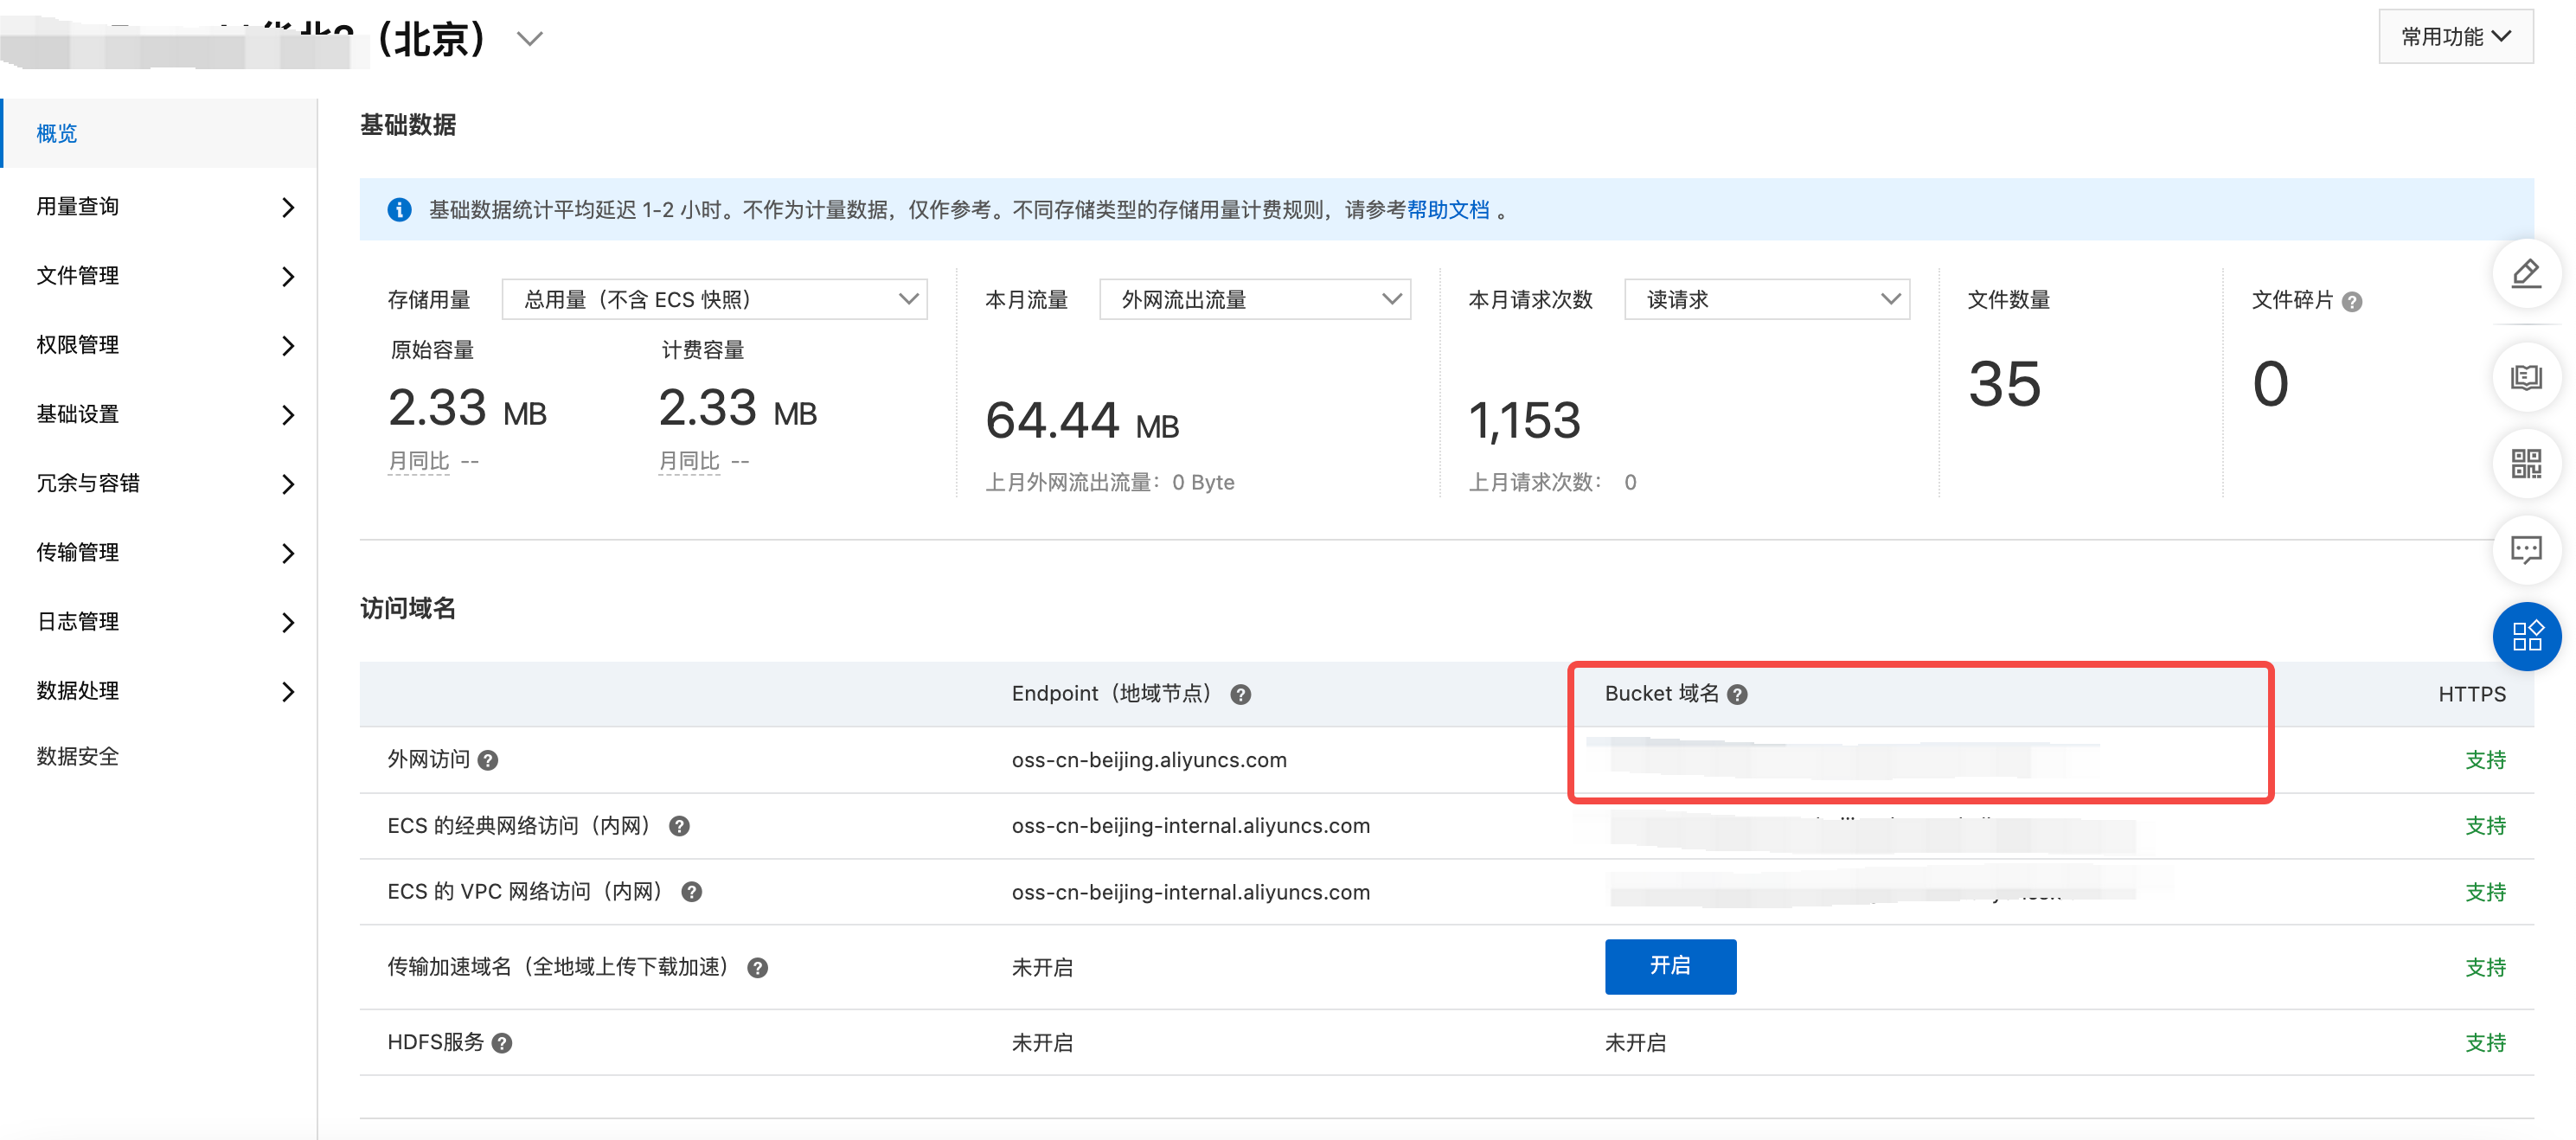 （北京）
常用功能
概览
用量查询
文件管理
权限管理
基础设置
冗余与容错
传输管理
日志管理
数据处理
数据安全
基础数据
基础数据统计平均延迟 1-2 小时。不作为计量数据，仅作参考。不同存储类型的存储用量计费规则，请参考帮助文档 。
存储用量 总用量（不含 ECS 快照）
原始容量 计费容量
2.33 MB 2.33 MB
月同比 -- 月同比 --
本月流量 外网流出流量
64.44 MB
上月外网流出流量：0 Byte
本月请求次数 读请求
1,153
上月请求次数： 0
文件数量
35
文件碎片
0
访问域名
Endpoint（地域节点） Bucket 域名 HTTPS
外网访问 oss-cn-beijing.aliyuncs.com 支持
ECS 的经典网络访问（内网） oss-cn-beijing-internal.aliyuncs.com 支持
ECS 的 VPC 网络访问（内网） oss-cn-beijing-internal.aliyuncs.com 支持
传输加速域名（全地域上传下载加速） 未开启 开启 支持
HDFS服务 未开启 未开启 支持